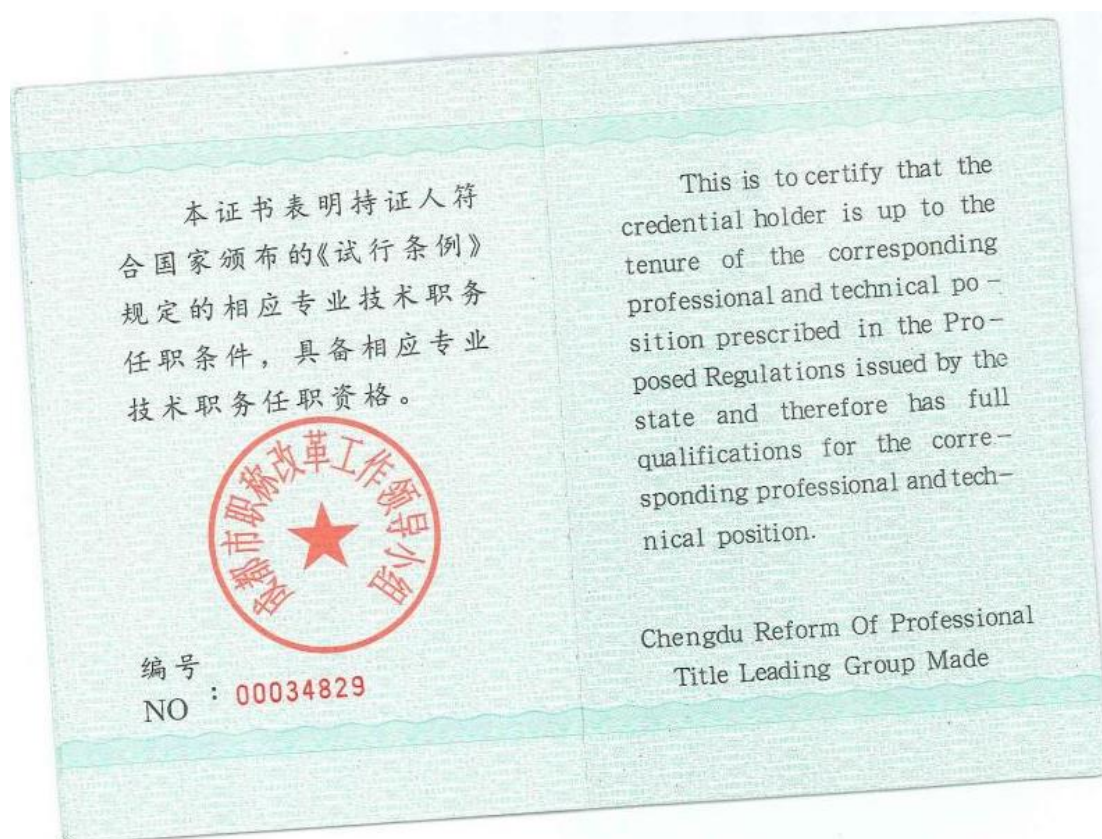 本证书表明持证人符
合国家颁布的《试行条例》
规定的相应专业技术职务
任职条件，具备相应专业
技术职务任职资格。
成都市职称改革工作领导小组
编号
NO : 00034829
This is to certify that the
credential holder is up to the
tenure of the corresponding
professional and technical po-
sition prescribed in the Pro-
posed Regulations issued by the
state and therefore has full
qualifications for the corre-
sponding professional and tech-
nical position.
Chengdu Reform Of Professional
Title Leading Group Made